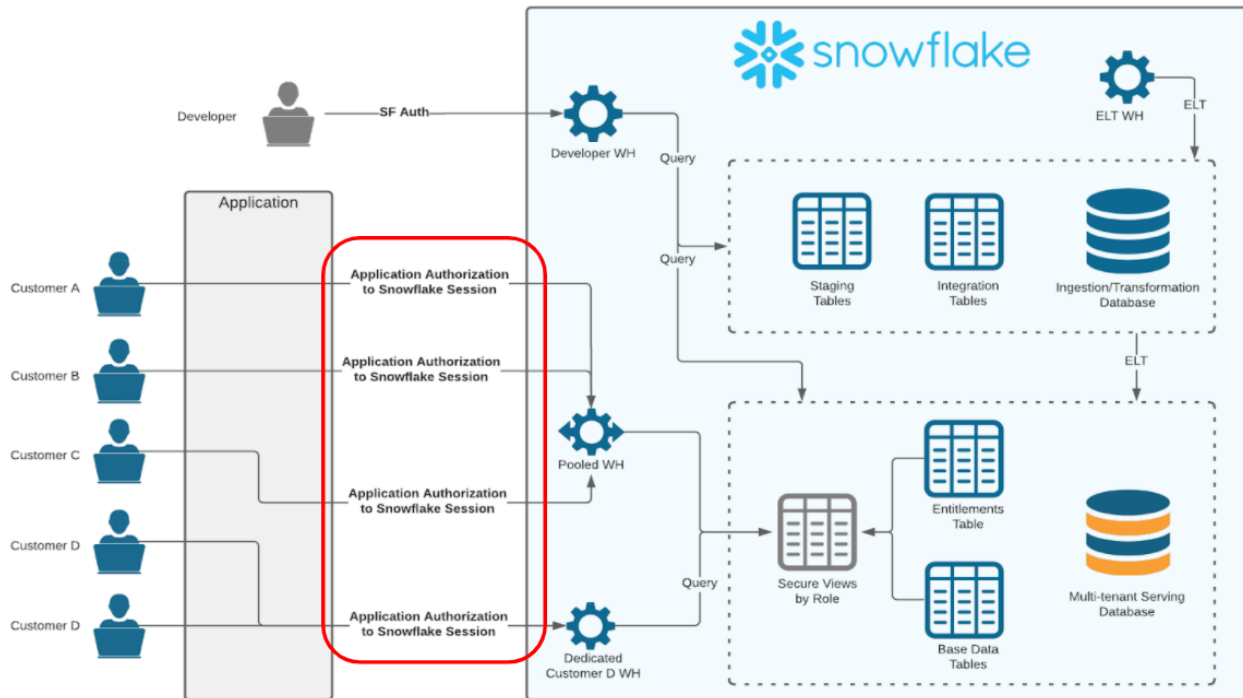 snowflake
Developer
SF Auth
Developer WH
ELT WH
ELT
Query
Query
Application
Staging
Tables
Integration
Tables
Ingestion/Transformation
Database
Customer A
Application Authorization
to Snowflake Session
Customer B
Application Authorization
to Snowflake Session
ELT
Customer C
Pooled WH
Application Authorization
to Snowflake Session
Entitlements
Table
Customer D
Query
Secure Views
by Role
Multi-tenant Serving
Database
Customer D
Application Authorization
to Snowflake Session
Dedicated
Customer D WH
Base Data
Tables